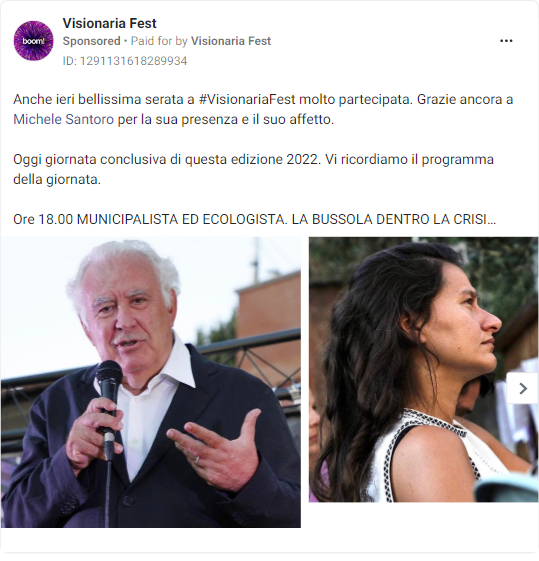 boom!
Visionaria Fest
Sponsored • Paid for by Visionaria Fest
ID: 1291131618289934
Anche ieri bellissima serata a #VisionariaFest molto partecipata. Grazie ancora a
Michele Santoro per la sua presenza e il suo affetto.
Oggi giornata conclusiva di questa edizione 2022. Vi ricordiamo il programma
della giornata.
Ore 18.00 MUNICIPALISTA ED ECOLOGISTA. LA BUSSOLA DENTRO LA CRISI...